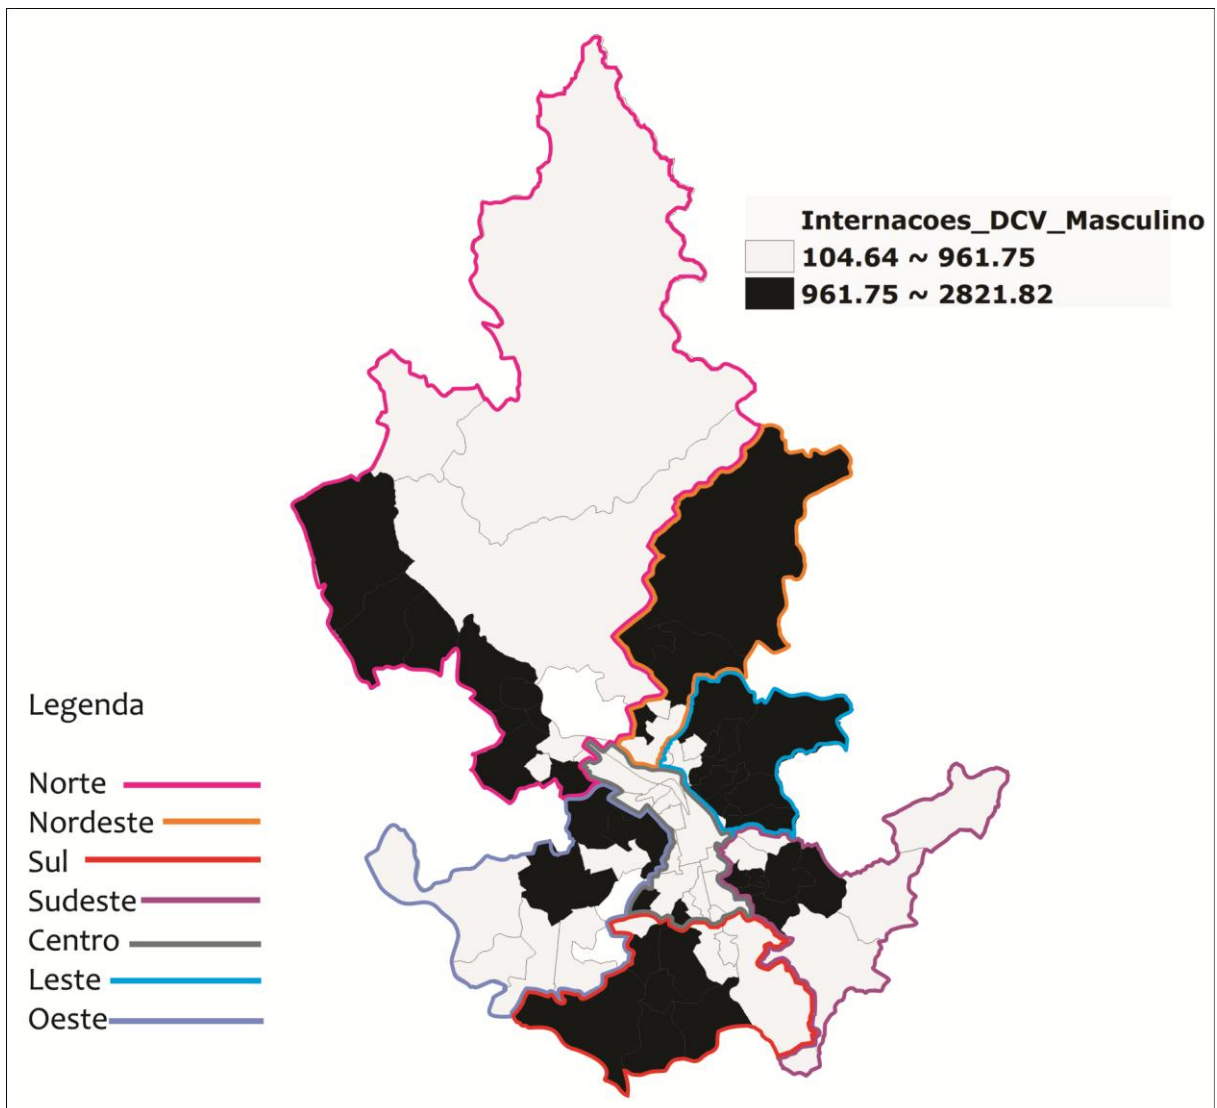 Internacoes_DCV_Masculino
104.64 ~ 961.75
961.75 ~ 2821.82
Legenda
Norte
Nordeste
Sul
Sudeste
Centro
Leste
Oeste